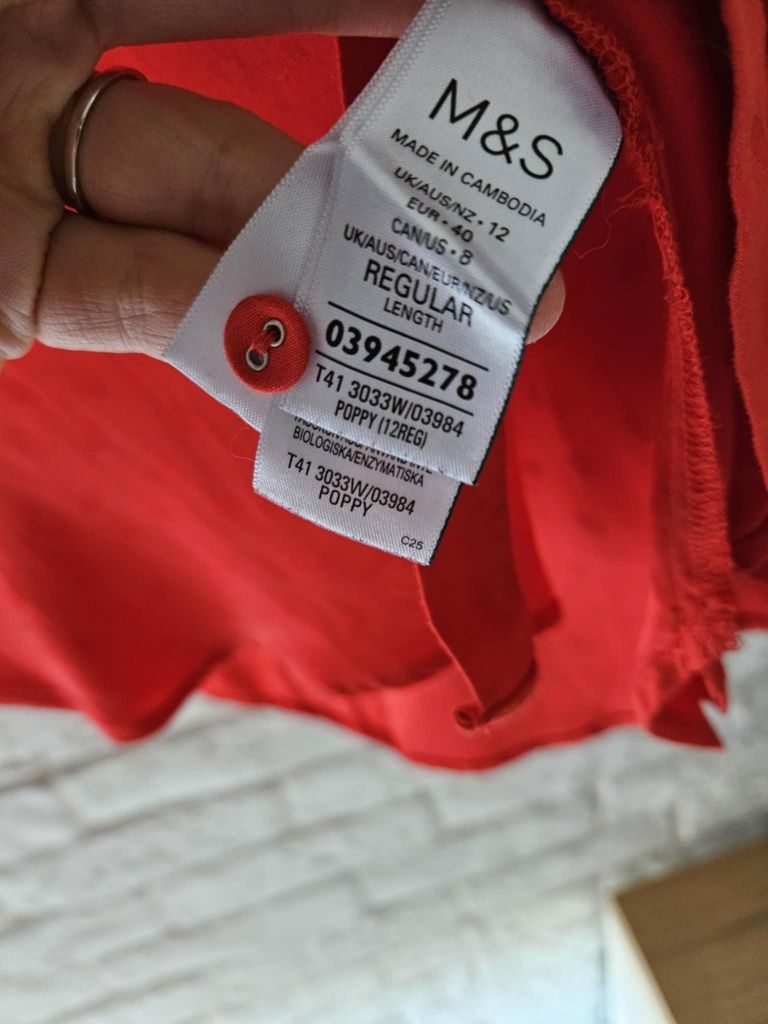 M&S
MADE IN CAMBODIA
UK/AUS/NZ • 12
EUR • 40
CAN/US • 8
UK/AUS/CAN/EUR/NZ/US
REGULAR
LENGTH
03945278
T41 3033W/03984
POPPY (12REG)
BIOLOGISKA/ENZYMATISKA
T41 3033W/03984
POPPY
C25